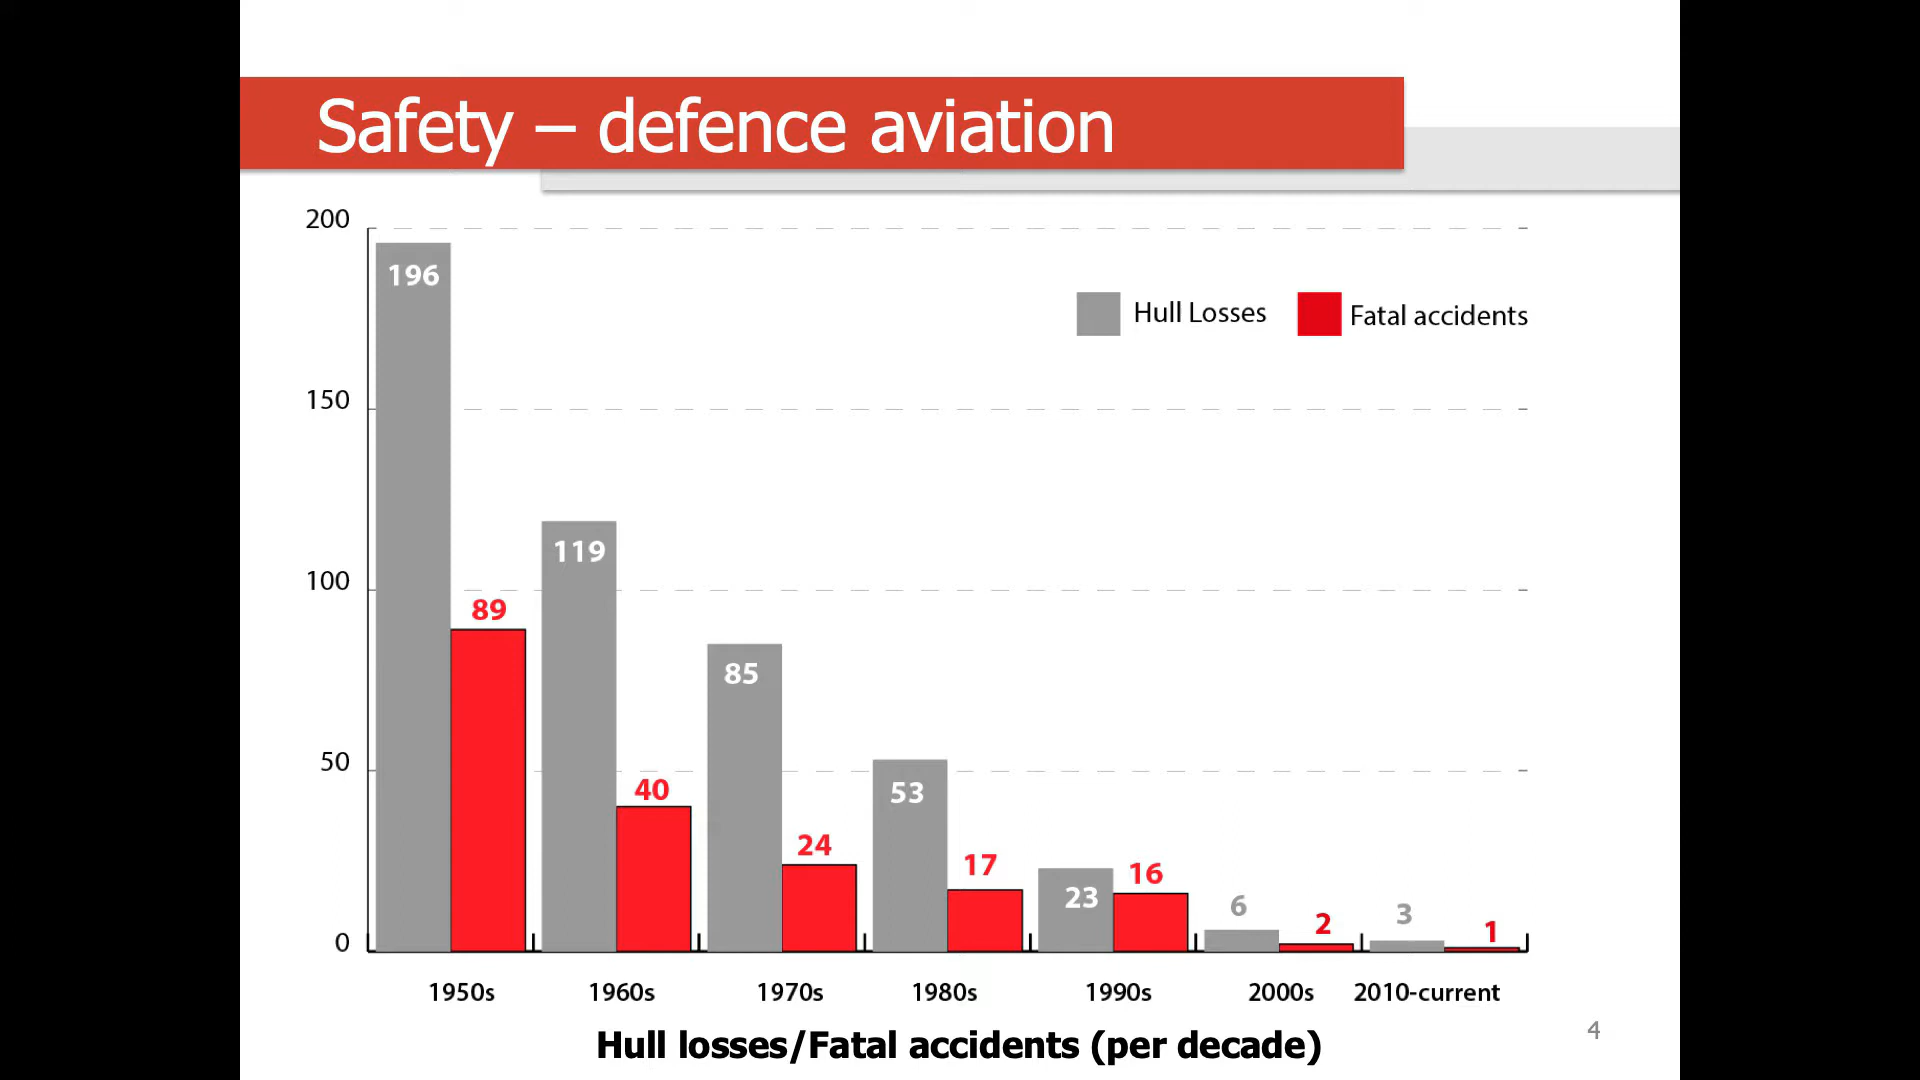 Safety – defence aviation
200
196
Hull Losses
Fatal accidents
150
119
100
89
85
50
53
40
24
17
23
16
6
2
3
1
0
1950s
1960s
1970s
1980s
1990s
2000s
2010-current
Hull losses/Fatal accidents (per decade)
4